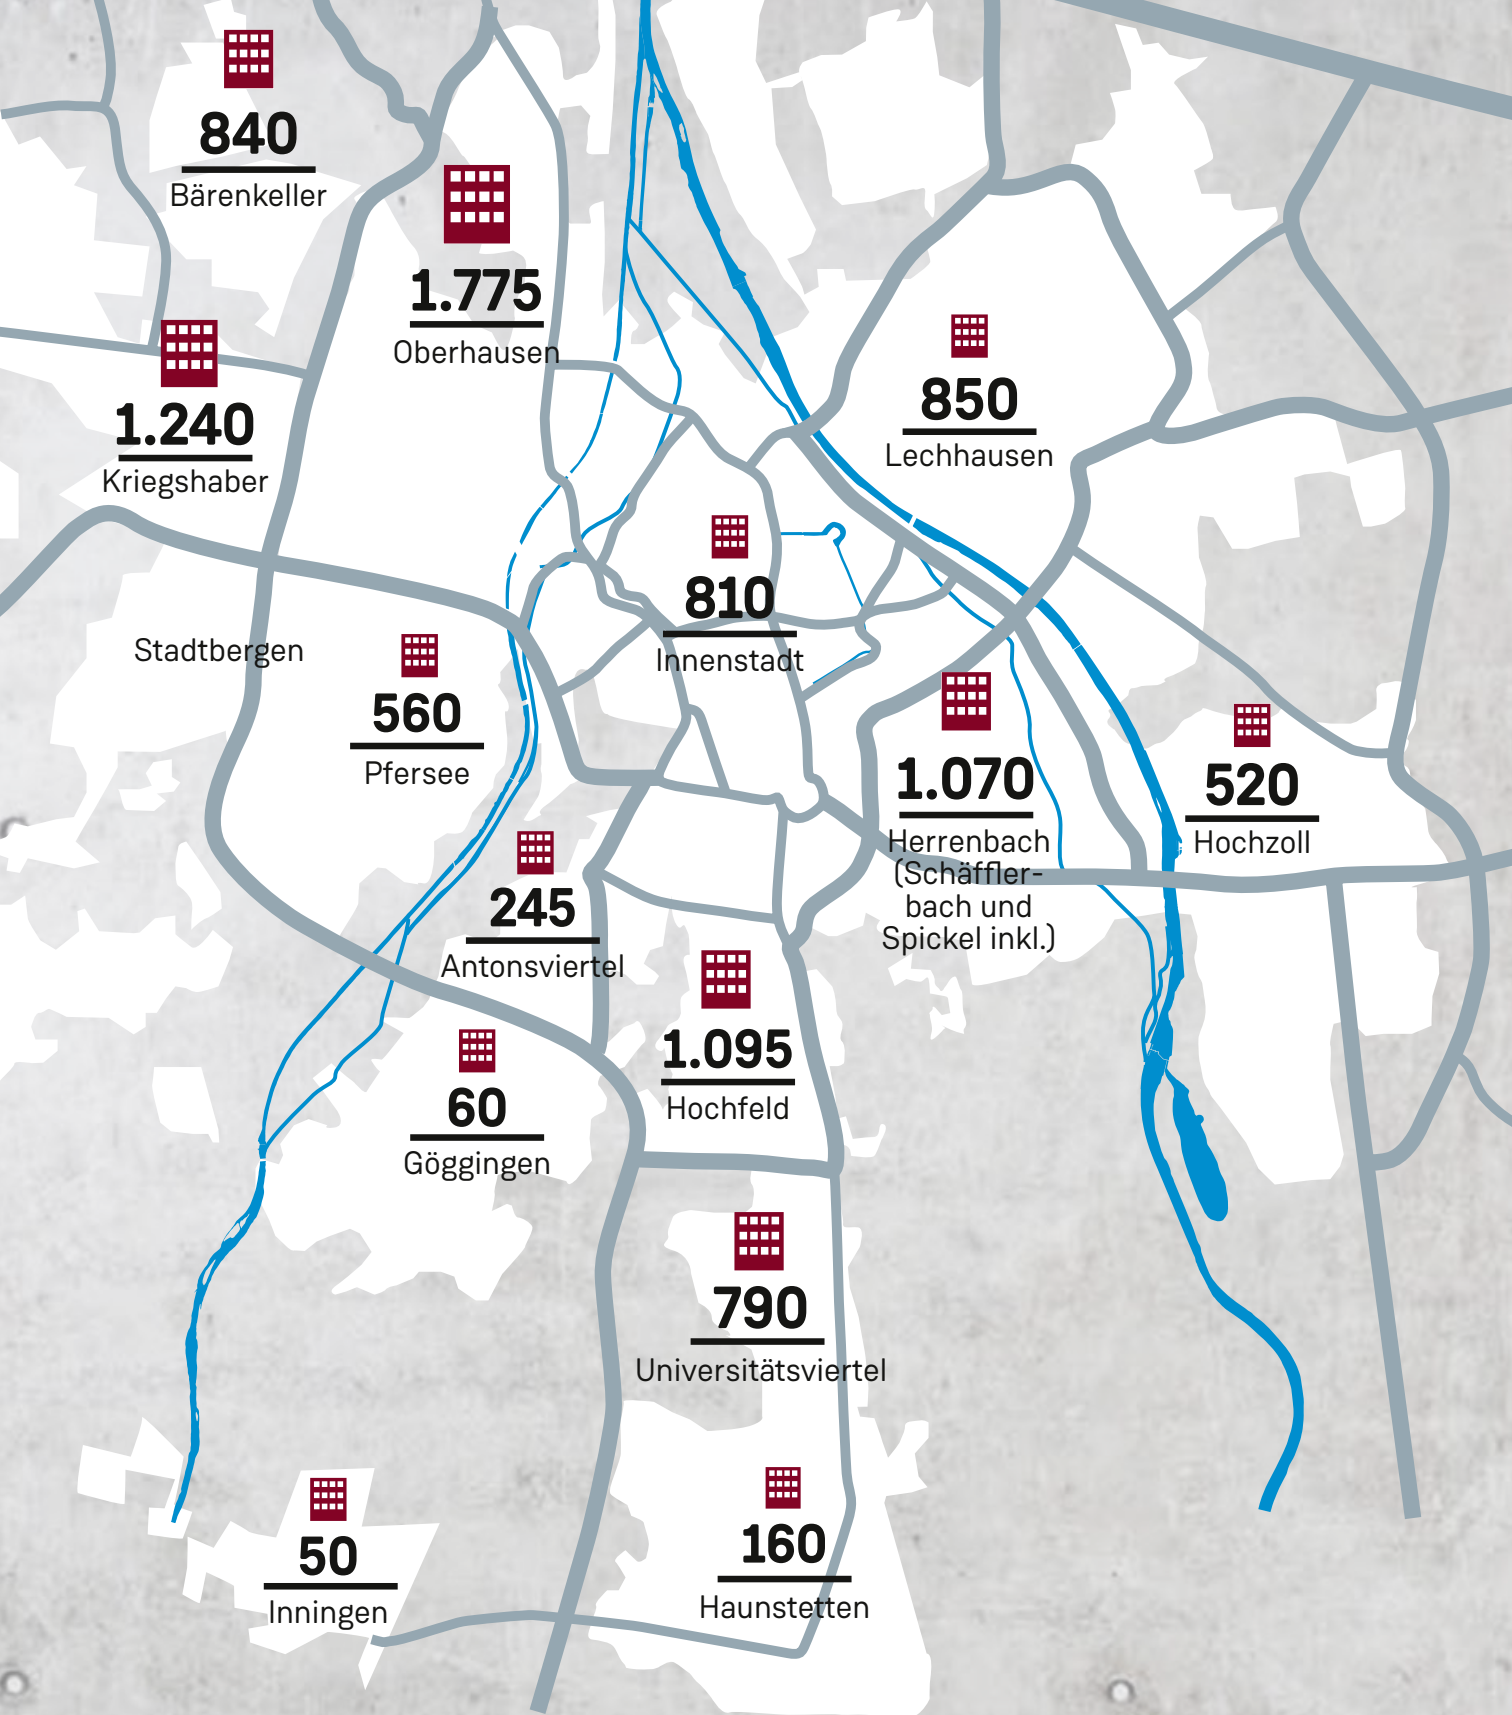 840
Bärenkeller
1.775
Oberhausen
1.240
Kriegshaber
850
Lechhausen
810
Innenstadt
Stadtbergen
560
Pfersee
1.070
Herrenbach
(Schäffler-
bach und
Spickel inkl.)
520
Hochzoll
245
Antonsviertel
1.095
Hochfeld
60
Göggingen
790
Universitätsviertel
50
Inningen
160
Haunstetten